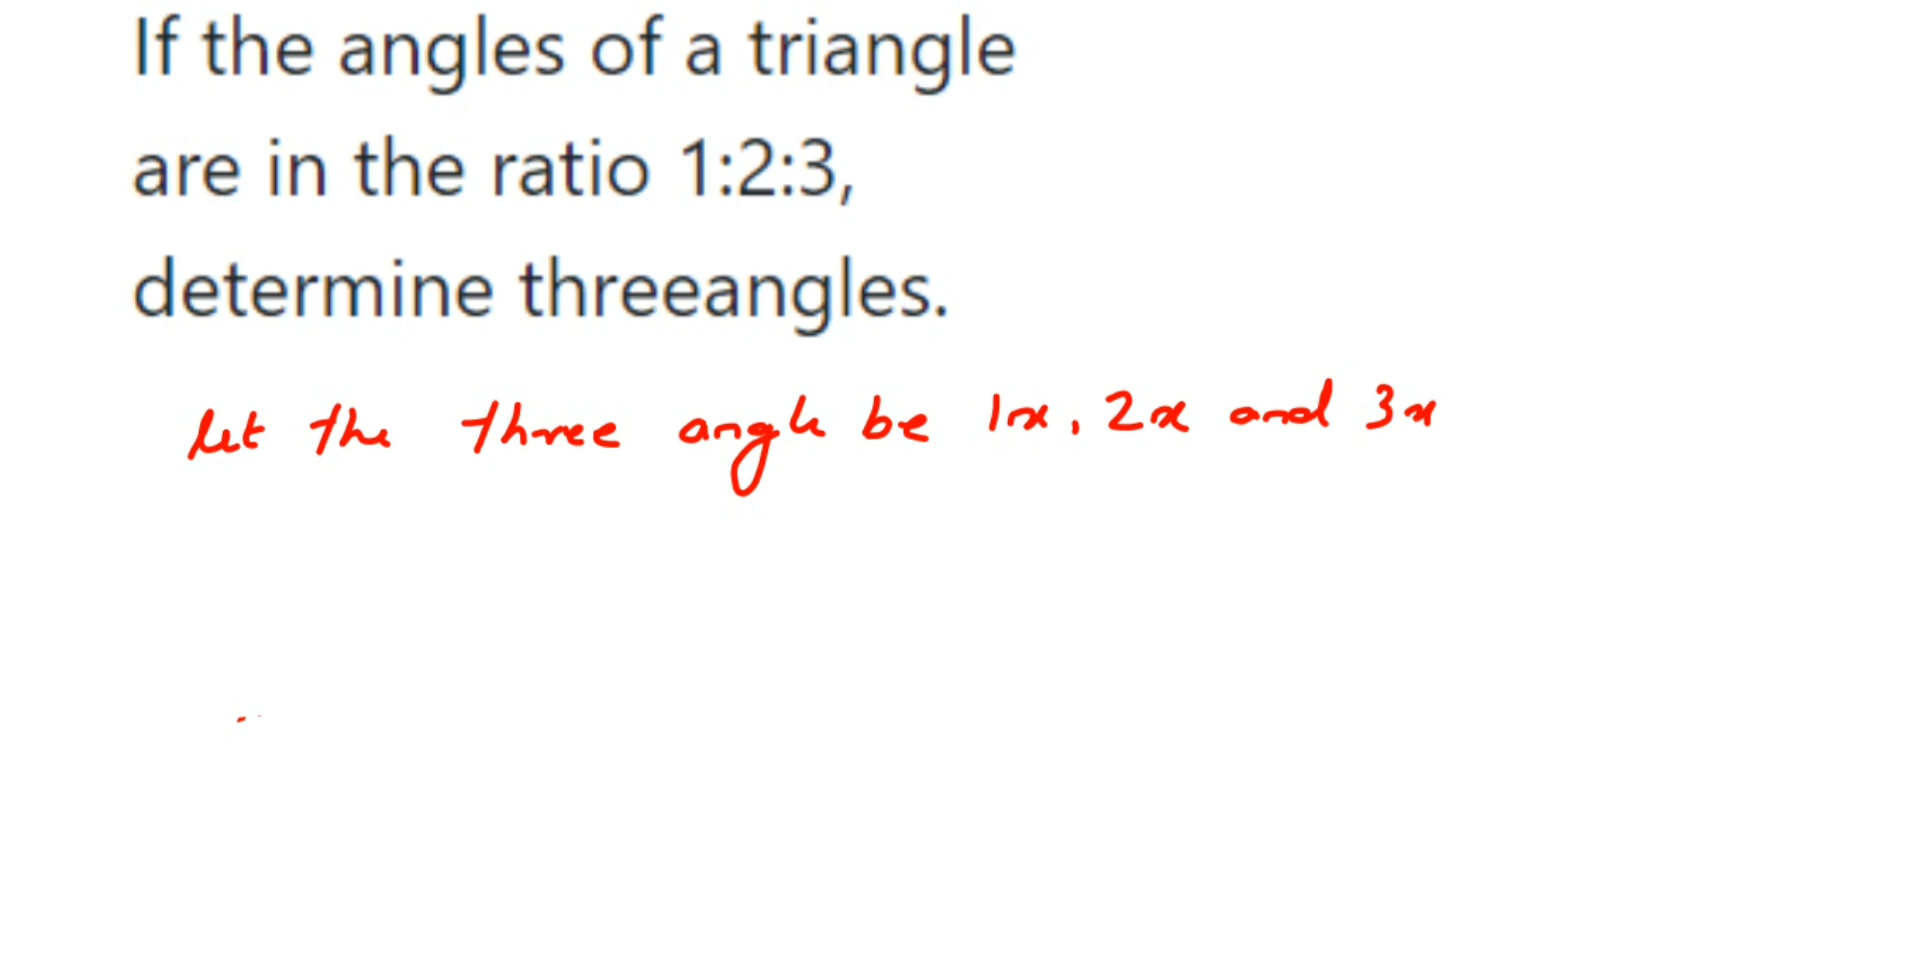 If the angles of a triangle
are in the ratio 1:2:3,
determine threeangles.
let the three angle be 1x, 2x and 3x